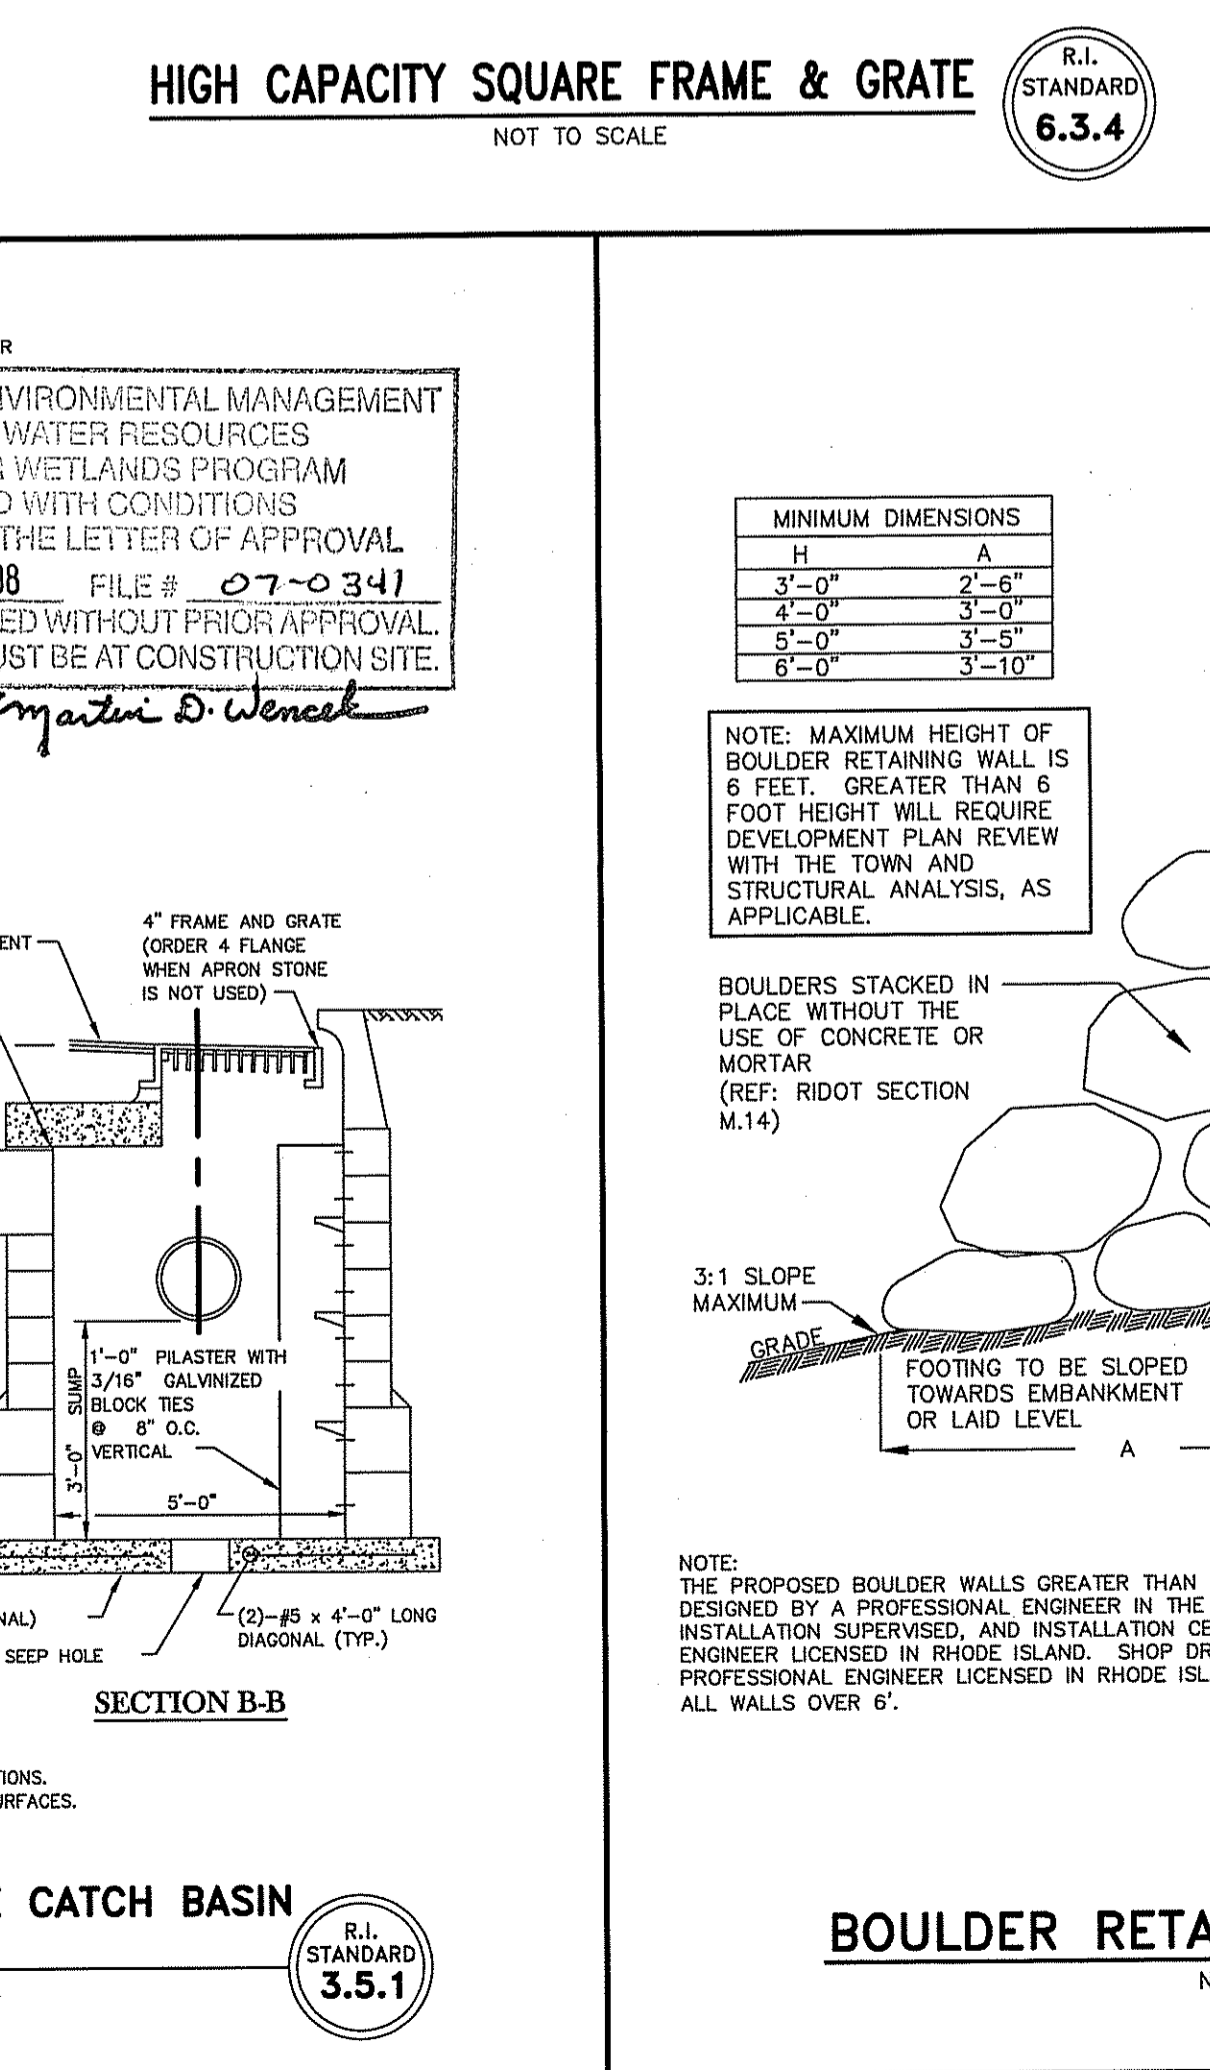 HIGH CAPACITY SQUARE FRAME & GRATE
NOT TO SCALE
R.I.
STANDARD
6.3.4
R
NVIRONMENTAL MANAGEMENT
WATER RESOURCES
WETLANDS PROGRAM
D WITH CONDITIONS
THE LETTER OF APPROVAL
08 FILE # 07-0341
ED WITHOUT PRIOR APPROVAL.
UST BE AT CONSTRUCTION SITE.
Martin D. Wencek
ENT
4" FRAME AND GRATE
(ORDER 4 FLANGE
WHEN APRON STONE
IS NOT USED)
3'-0" SUMP
1'-0" PILASTER WITH
3/16" GALVINIZED
BLOCK TIES
@ 8" O.C.
VERTICAL
5'-0"
NAL)
SEEP HOLE
(2)-#5 x 4'-0" LONG
DIAGONAL (TYP.)
SECTION B-B
TIONS.
URFACES.
E CATCH BASIN
R.I.
STANDARD
3.5.1
MINIMUM DIMENSIONS
H A
3'-0" 2'-6"
4'-0" 3'-0"
5'-0" 3'-5"
6'-0" 3'-10"
NOTE: MAXIMUM HEIGHT OF
BOULDER RETAINING WALL IS
6 FEET. GREATER THAN 6
FOOT HEIGHT WILL REQUIRE
DEVELOPMENT PLAN REVIEW
WITH THE TOWN AND
STRUCTURAL ANALYSIS, AS
APPLICABLE.
BOULDERS STACKED IN
PLACE WITHOUT THE
USE OF CONCRETE OR
MORTAR
(REF: RIDOT SECTION
M.14)
3:1 SLOPE
MAXIMUM
GRADE
FOOTING TO BE SLOPED
TOWARDS EMBANKMENT
OR LAID LEVEL
A
NOTE:
THE PROPOSED BOULDER WALLS GREATER THAN
DESIGNED BY A PROFESSIONAL ENGINEER IN THE
INSTALLATION SUPERVISED, AND INSTALLATION CE
ENGINEER LICENSED IN RHODE ISLAND. SHOP DR
PROFESSIONAL ENGINEER LICENSED IN RHODE ISL
ALL WALLS OVER 6'.
BOULDER RETA
N